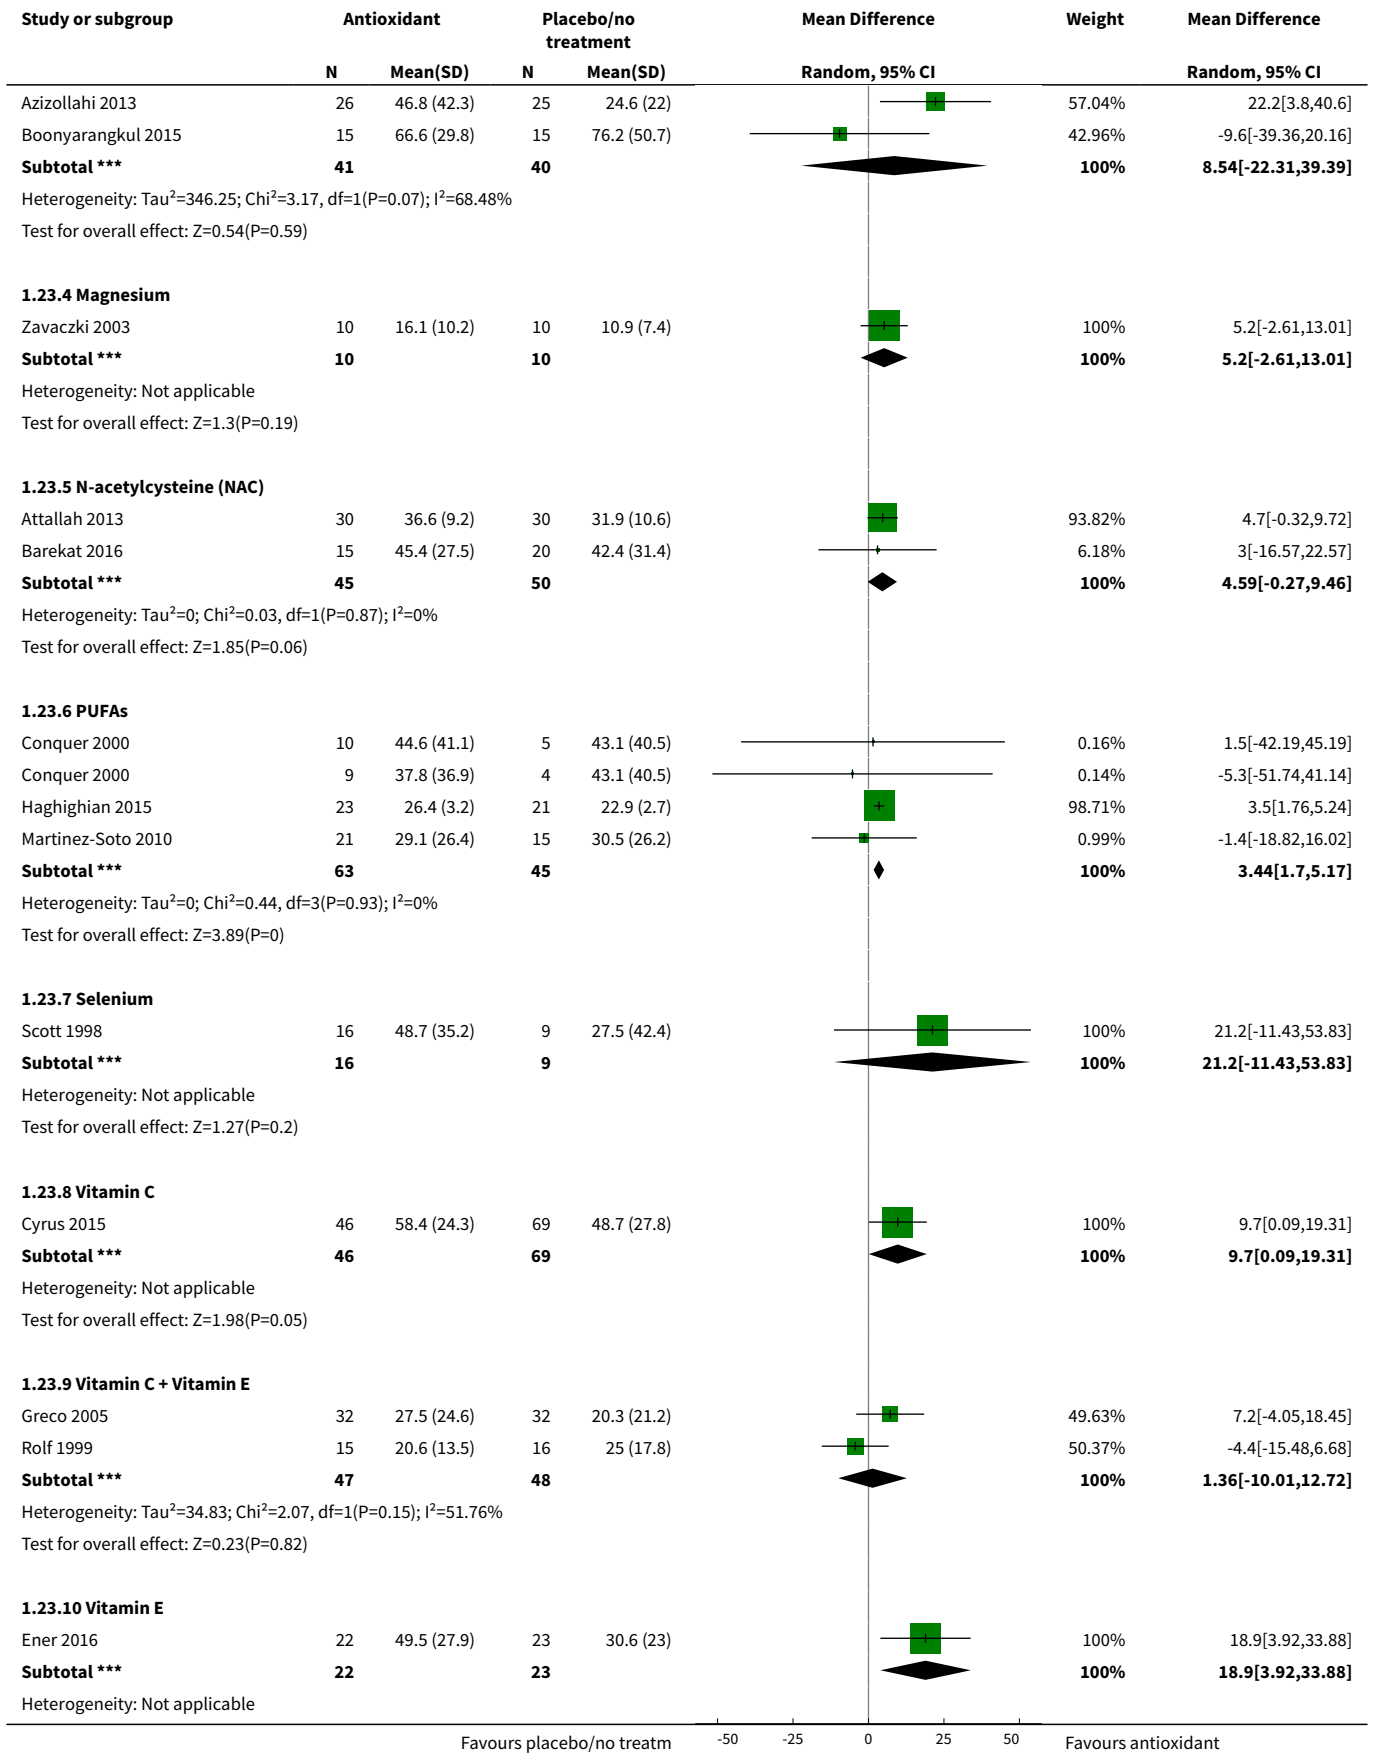 Study or subgroup Antioxidant Placebo/no treatment Mean Difference Weight Mean Difference
N Mean(SD) N Mean(SD) Random, 95% CI Random, 95% CI
Azizollahi 2013 26 46.8 (42.3) 25 24.6 (22) 57.04% 22.2[3.8,40.6]
Boonyarangkul 2015 15 66.6 (29.8) 15 76.2 (50.7) 42.96% -9.6[-39.36,20.16]
Subtotal *** 41 40 100% 8.54[-22.31,39.39]
Heterogeneity: Tau²=346.25; Chi²=3.17, df=1(P=0.07); I²=68.48%
Test for overall effect: Z=0.54(P=0.59)
1.23.4 Magnesium
Zavaczki 2003 10 16.1 (10.2) 10 10.9 (7.4) 100% 5.2[-2.61,13.01]
Subtotal *** 10 10 100% 5.2[-2.61,13.01]
Heterogeneity: Not applicable
Test for overall effect: Z=1.3(P=0.19)
1.23.5 N-acetylcysteine (NAC)
Attallah 2013 30 36.6 (9.2) 30 31.9 (10.6) 93.82% 4.7[-0.32,9.72]
Barekat 2016 15 45.4 (27.5) 20 42.4 (31.4) 6.18% 3[-16.57,22.57]
Subtotal *** 45 50 100% 4.59[-0.27,9.46]
Heterogeneity: Tau²=0; Chi²=0.03, df=1(P=0.87); I²=0%
Test for overall effect: Z=1.85(P=0.06)
1.23.6 PUFAs
Conquer 2000 10 44.6 (41.1) 5 43.1 (40.5) 0.16% 1.5[-42.19,45.19]
Conquer 2000 9 37.8 (36.9) 4 43.1 (40.5) 0.14% -5.3[-51.74,41.14]
Haghighian 2015 23 26.4 (3.2) 21 22.9 (2.7) 98.71% 3.5[1.76,5.24]
Martinez-Soto 2010 21 29.1 (26.4) 15 30.5 (26.2) 0.99% -1.4[-18.82,16.02]
Subtotal *** 63 45 100% 3.44[1.7,5.17]
Heterogeneity: Tau²=0; Chi²=0.44, df=3(P=0.93); I²=0%
Test for overall effect: Z=3.89(P=0)
1.23.7 Selenium
Scott 1998 16 48.7 (35.2) 9 27.5 (42.4) 100% 21.2[-11.43,53.83]
Subtotal *** 16 9 100% 21.2[-11.43,53.83]
Heterogeneity: Not applicable
Test for overall effect: Z=1.27(P=0.2)
1.23.8 Vitamin C
Cyrus 2015 46 58.4 (24.3) 69 48.7 (27.8) 100% 9.7[0.09,19.31]
Subtotal *** 46 69 100% 9.7[0.09,19.31]
Heterogeneity: Not applicable
Test for overall effect: Z=1.98(P=0.05)
1.23.9 Vitamin C + Vitamin E
Greco 2005 32 27.5 (24.6) 32 20.3 (21.2) 49.63% 7.2[-4.05,18.45]
Rolf 1999 15 20.6 (13.5) 16 25 (17.8) 50.37% -4.4[-15.48,6.68]
Subtotal *** 47 48 100% 1.36[-10.01,12.72]
Heterogeneity: Tau²=34.83; Chi²=2.07, df=1(P=0.15); I²=51.76%
Test for overall effect: Z=0.23(P=0.82)
1.23.10 Vitamin E
Ener 2016 22 49.5 (27.9) 23 30.6 (23) 100% 18.9[3.92,33.88]
Subtotal *** 22 23 100% 18.9[3.92,33.88]
Heterogeneity: Not applicable
Favours placebo/no treatm -50 -25 0 25 50 Favours antioxidant